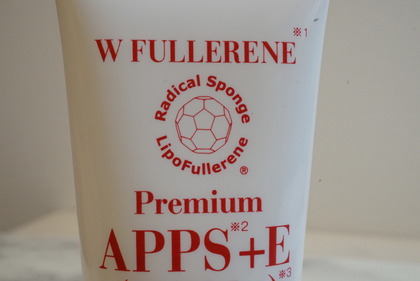 W FULLERENE※1
Radical Sponge
LipoFullerene®
Premium
APPS※2+E
※3